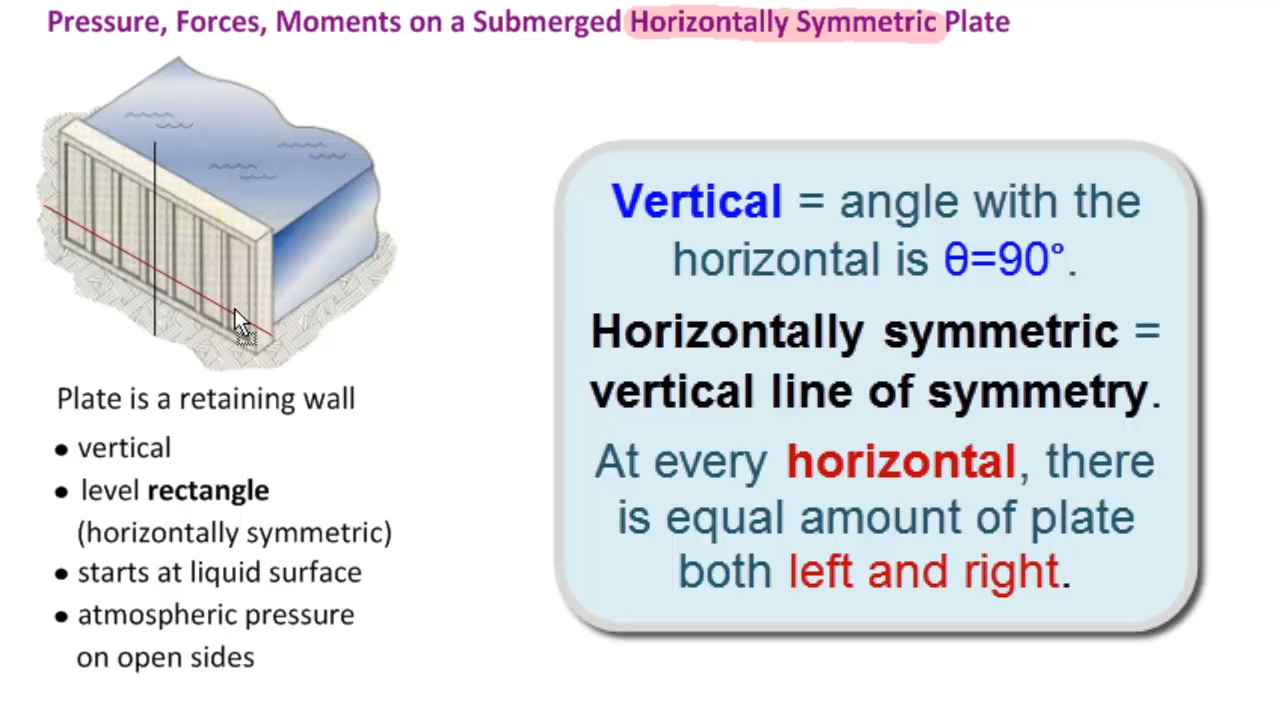 Pressure, Forces, Moments on a Submerged Horizontally Symmetric Plate
Plate is a retaining wall
• vertical
• level rectangle
(horizontally symmetric)
• starts at liquid surface
• atmospheric pressure
on open sides
Vertical = angle with the
horizontal is θ=90°.
Horizontally symmetric =
vertical line of symmetry.
At every horizontal, there
is equal amount of plate
both left and right.